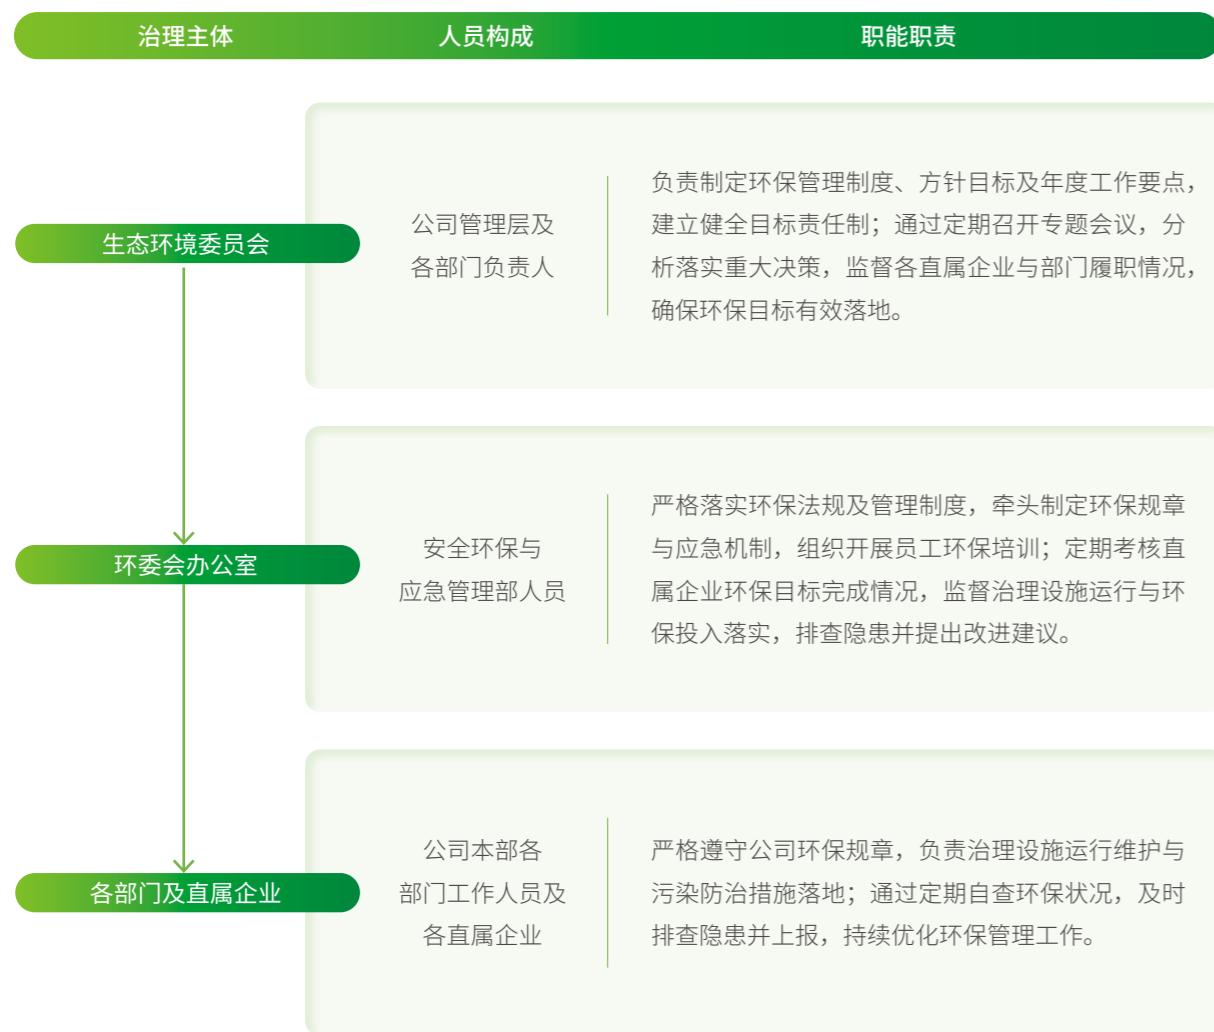 治理主体 人员构成 职能职责
生态环境委员会
公司管理层及
各部门负责人
负责制定环保管理制度、方针目标及年度工作要点，
建立健全目标责任制；通过定期召开专题会议，分
析落实重大决策，监督各直属企业与部门履职情况，
确保环保目标有效落地。
环委会办公室
安全环保与
应急管理部人员
严格落实环保法规及管理制度，牵头制定环保规章
与应急机制，组织开展员工环保培训；定期考核直
属企业环保目标完成情况，监督治理设施运行与环
保投入落实，排查隐患并提出改进建议。
各部门及直属企业
公司本部各
部门工作人员及
各直属企业
严格遵守公司环保规章，负责治理设施运行维护与
污染防治措施落地；通过定期自查环保状况，及时
排查隐患并上报，持续优化环保管理工作。